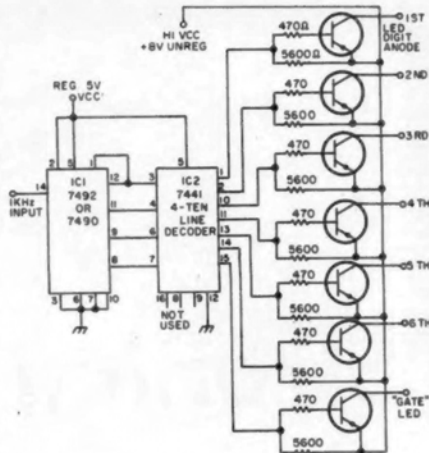 HI VCC
+8V UNREG
470Ω
5600Ω
1ST
LED
DIGIT
ANODE
470
5600
2ND
470
5600
3RD
470
5600
4TH
470
5600
5TH
470
5600
6TH
470
5600
"GATE"
LED
REG 5V
VCC
2 5 1
14
1KHz
INPUT
IC1
7492
OR
7490
12
11
9
8
3 6 7 10
5
3
4
6
7
IC2
7441
4-TEN
LINE
DECODER
1
2
10
11
13
14
15
16 8 9 12
NOT
USED